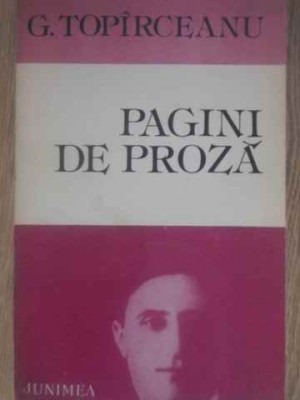 G. TOPÎRCEANU
PAGINI
DE PROZĂ
JUNIMEA